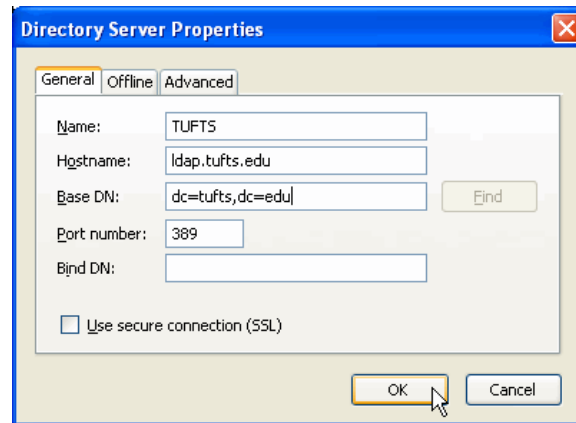 Directory Server Properties
General Offline Advanced
Name: TUFTS
Hostname: ldap.tufts.edu
Base DN: dc=tufts,dc=edu Find
Port number: 389
Bind DN:
Use secure connection (SSL)
OK Cancel